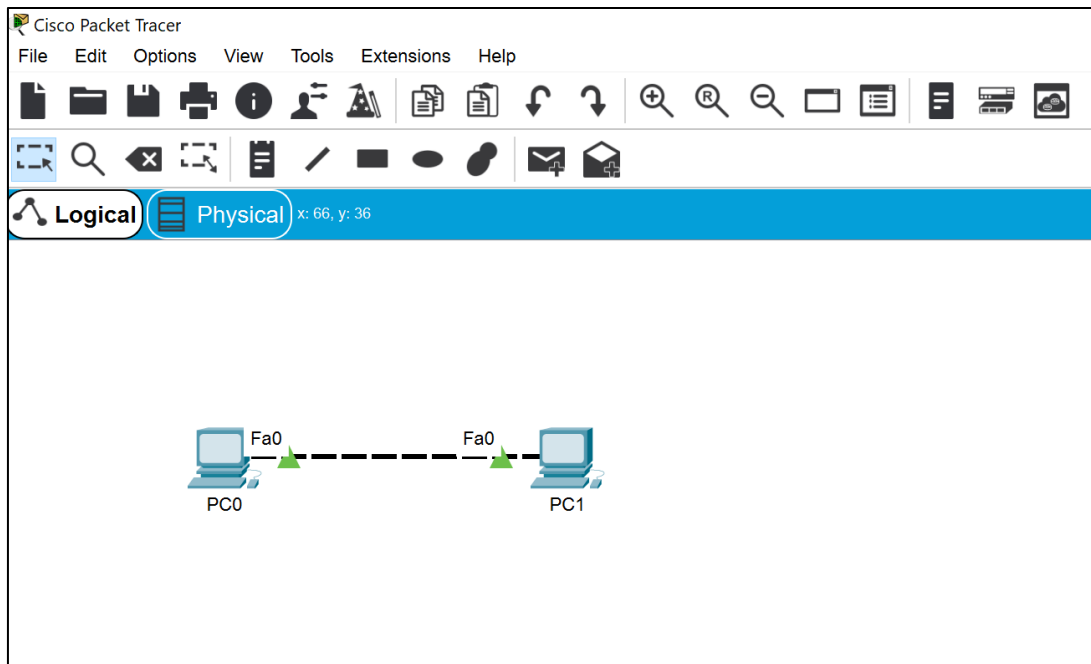 Cisco Packet Tracer
File Edit Options View Tools Extensions Help
R
Logical Physical x: 66, y: 36
Fa0 Fa0
PC0 PC1